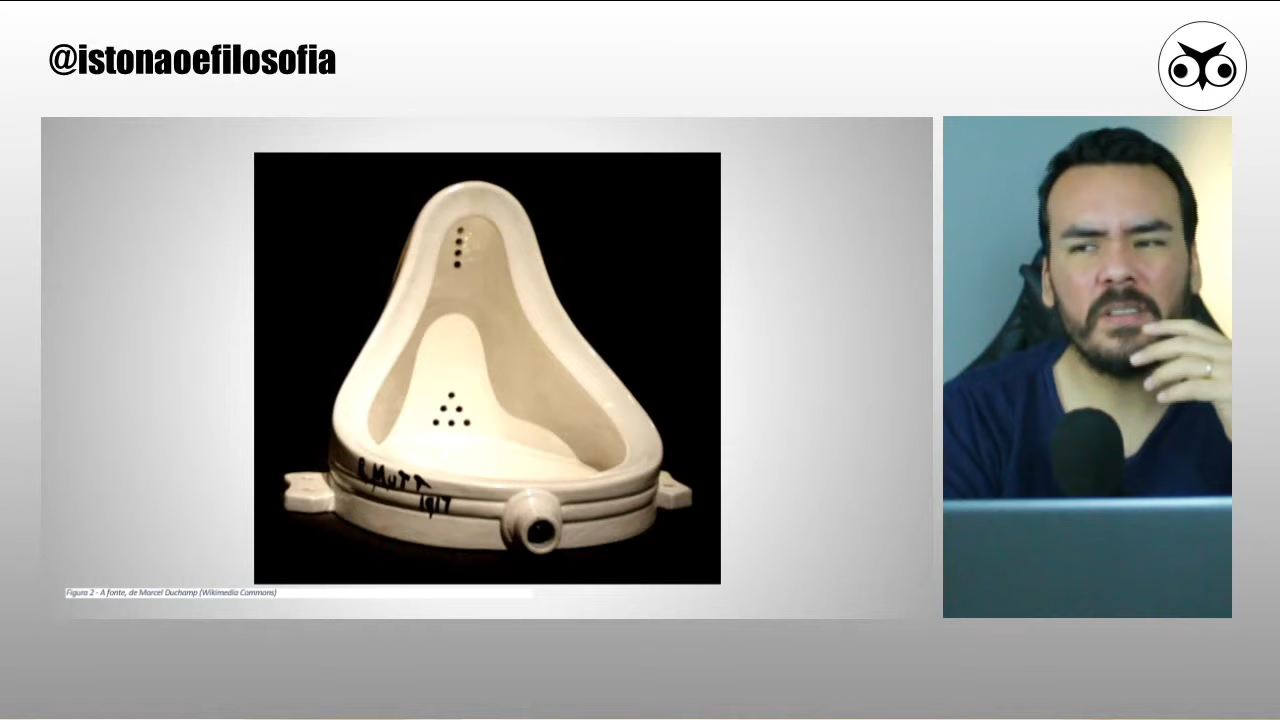 @istonaoefilosofia
R.MUTT
1917
Figura 2 - A fonte, de Marcel Duchamp (Wikimedia Commons)